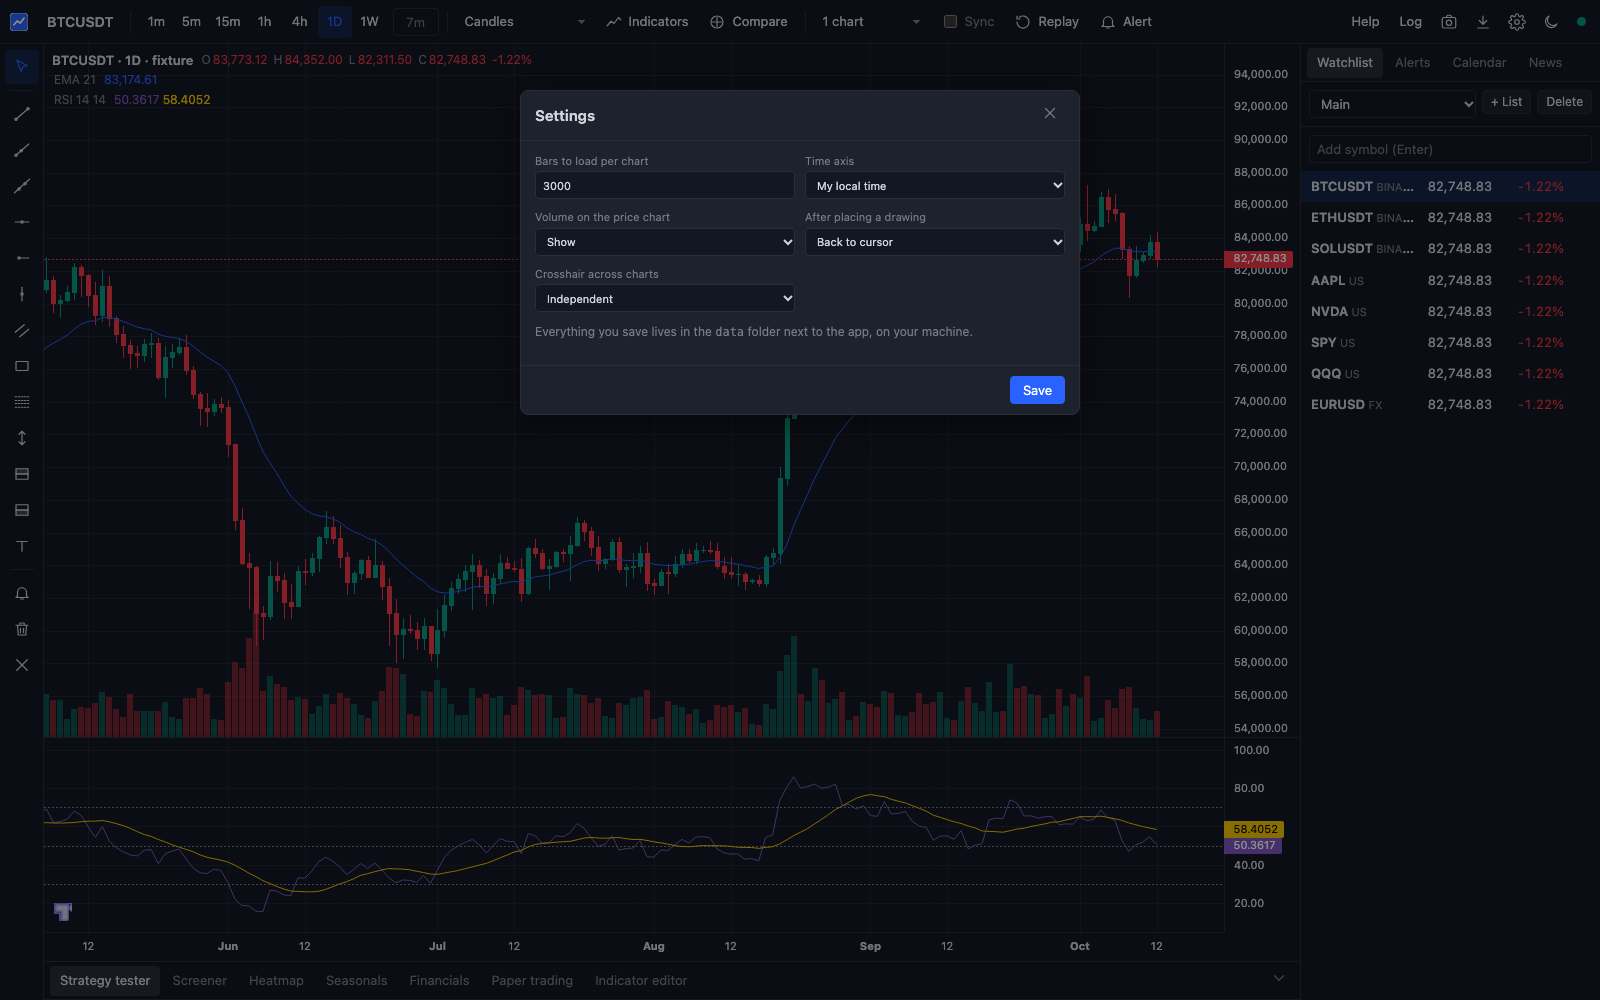 BTCUSDT 1m 5m 15m 1h 4h 1D 1W 7m Candles Indicators Compare 1 chart Sync Replay Alert Help Log
BTCUSDT · 1D · fixture O83,773.12 H84,352.00 L82,311.50 C82,748.83 -1.22%
EMA 21 83,174.61
RSI 14 14 50.3617 58.4052
Settings
Bars to load per chart Time axis
3000 My local time
Volume on the price chart After placing a drawing
Show Back to cursor
Crosshair across charts
Independent
Everything you save lives in the data folder next to the app, on your machine.
Save
94,000.00
92,000.00
90,000.00
88,000.00
86,000.00
84,000.00
82,748.83
82,000.00
80,000.00
78,000.00
76,000.00
74,000.00
72,000.00
70,000.00
68,000.00
66,000.00
64,000.00
62,000.00
60,000.00
58,000.00
56,000.00
54,000.00
100.00
80.00
58.4052
50.3617
40.00
20.00
12 Jun 12 Jul 12 Aug 12 Sep 12 Oct 12
Watchlist Alerts Calendar News
Main + List Delete
Add symbol (Enter)
BTCUSDT BINA... 82,748.83 -1.22%
ETHUSDT BINA... 82,748.83 -1.22%
SOLUSDT BINA... 82,748.83 -1.22%
AAPL US 82,748.83 -1.22%
NVDA US 82,748.83 -1.22%
SPY US 82,748.83 -1.22%
QQQ US 82,748.83 -1.22%
EURUSD FX 82,748.83 -1.22%
Strategy tester Screener Heatmap Seasonals Financials Paper trading Indicator editor